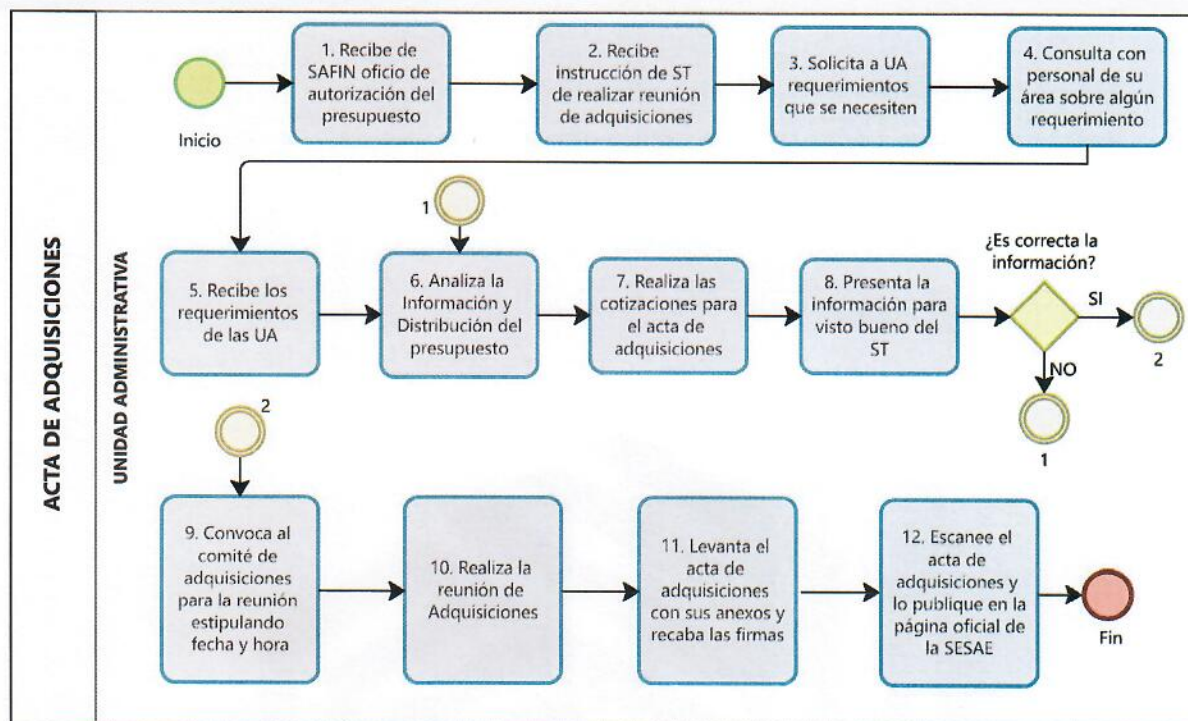 ACTA DE ADQUISICIONES
UNIDAD ADMINISTRATIVA
Inicio
1. Recibe de
SAFIN oficio de
autorización del
presupuesto
2. Recibe
instrucción de ST
de realizar reunión
de adquisiciones
3. Solicita a UA
requerimientos
que se necesiten
4. Consulta con
personal de su
área sobre algún
requerimiento
1
5. Recibe los
requerimientos
de las UA
6. Analiza la
Información y
Distribución del
presupuesto
7. Realiza las
cotizaciones para
el acta de
adquisiciones
8. Presenta la
información para
visto bueno del
ST
¿Es correcta la
información?
SI
2
NO
1
2
9. Convoca al
comité de
adquisiciones
para la reunión
estipulando
fecha y hora
10. Realiza la
reunión de
Adquisiciones
11. Levanta el
acta de
adquisiciones
con sus anexos y
recaba las firmas
12. Escanee el
acta de
adquisiciones y
lo publique en la
página oficial de
la SESAE
Fin